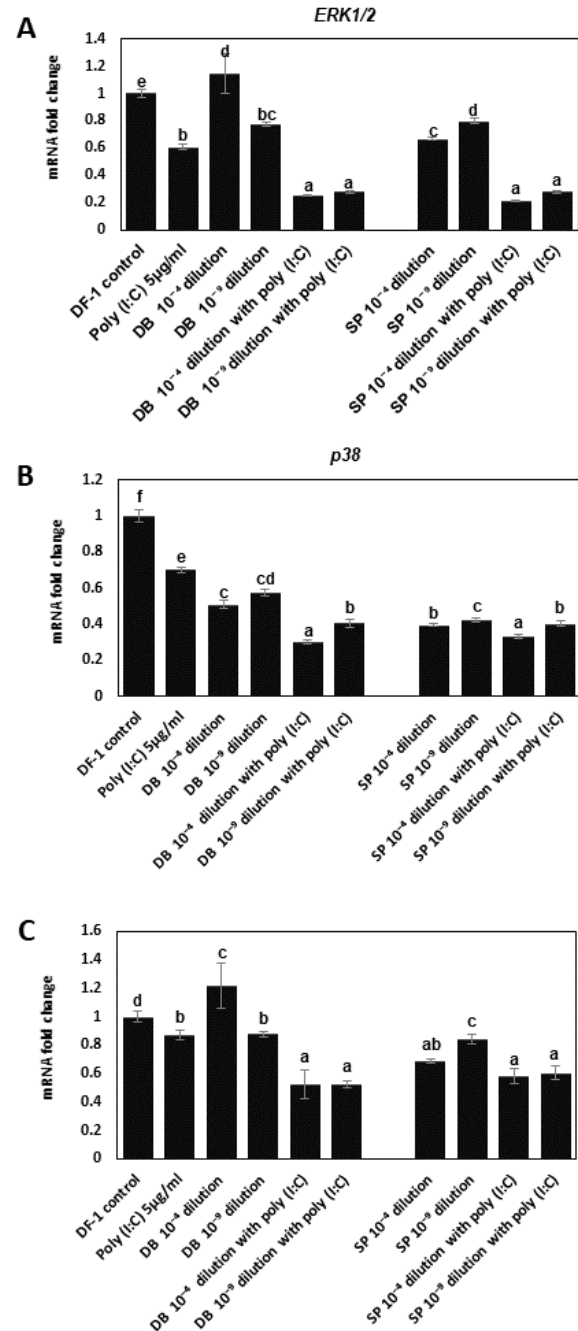 A
ERK1/2
mRNA fold change
1.4
1.2
1
0.8
0.6
0.4
0.2
0
e
b
d
bc
a
a
c
d
a
a
DF-1 control
Poly (I:C) 5µg/ml
DB 10⁻⁴ dilution
DB 10⁻⁹ dilution
DB 10⁻⁴ dilution with poly (I:C)
DB 10⁻⁹ dilution with poly (I:C)
SP 10⁻⁴ dilution
SP 10⁻⁹ dilution
SP 10⁻⁴ dilution with poly (I:C)
SP 10⁻⁹ dilution with poly (I:C)
B
p38
mRNA fold change
1.2
1
0.8
0.6
0.4
0.2
0
f
e
c
cd
a
b
b
c
a
b
DF-1 control
Poly (I:C) 5µg/ml
DB 10⁻⁴ dilution
DB 10⁻⁹ dilution
DB 10⁻⁴ dilution with poly (I:C)
DB 10⁻⁹ dilution with poly (I:C)
SP 10⁻⁴ dilution
SP 10⁻⁹ dilution
SP 10⁻⁴ dilution with poly (I:C)
SP 10⁻⁹ dilution with poly (I:C)
C
mRNA fold change
1.6
1.4
1.2
1
0.8
0.6
0.4
0.2
0
d
b
c
b
a
a
ab
c
a
a
DF-1 control
Poly (I:C) 5µg/ml
DB 10⁻⁴ dilution
DB 10⁻⁹ dilution
DB 10⁻⁴ dilution with poly (I:C)
DB 10⁻⁹ dilution with poly (I:C)
SP 10⁻⁴ dilution
SP 10⁻⁹ dilution
SP 10⁻⁴ dilution with poly (I:C)
SP 10⁻⁹ dilution with poly (I:C)